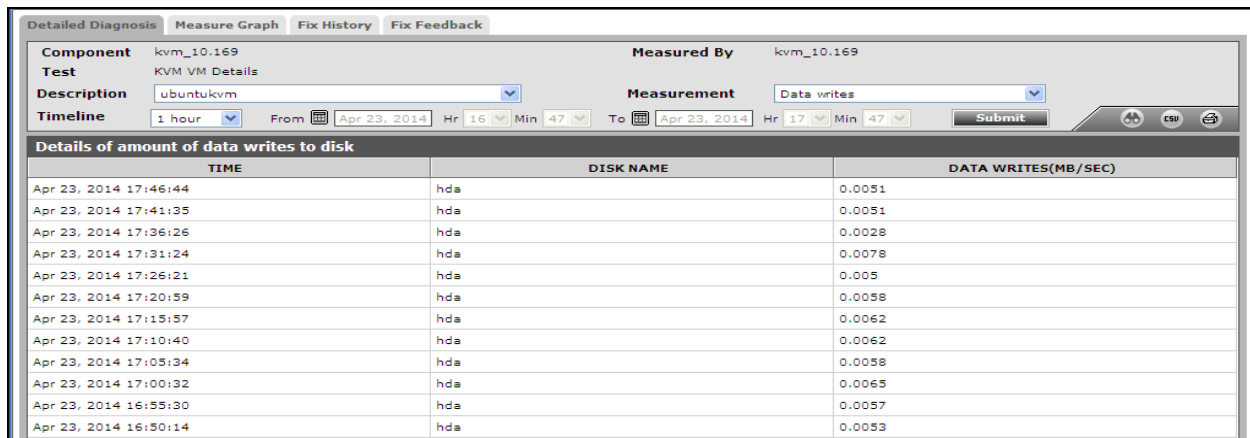 Detailed Diagnosis Measure Graph Fix History Fix Feedback
Component kvm_10.169 Measured By kvm_10.169
Test KVM VM Details
Description ubuntukvm Measurement Data writes
Timeline 1 hour From Apr 23, 2014 Hr 16 Min 47 To Apr 23, 2014 Hr 17 Min 47 Submit CSV
Details of amount of data writes to disk
TIME DISK NAME DATA WRITES(MB/SEC)
Apr 23, 2014 17:46:44 hda 0.0051
Apr 23, 2014 17:41:35 hda 0.0051
Apr 23, 2014 17:36:26 hda 0.0028
Apr 23, 2014 17:31:24 hda 0.0078
Apr 23, 2014 17:26:21 hda 0.005
Apr 23, 2014 17:20:59 hda 0.0058
Apr 23, 2014 17:15:57 hda 0.0062
Apr 23, 2014 17:10:40 hda 0.0062
Apr 23, 2014 17:05:34 hda 0.0058
Apr 23, 2014 17:00:32 hda 0.0065
Apr 23, 2014 16:55:30 hda 0.0057
Apr 23, 2014 16:50:14 hda 0.0053